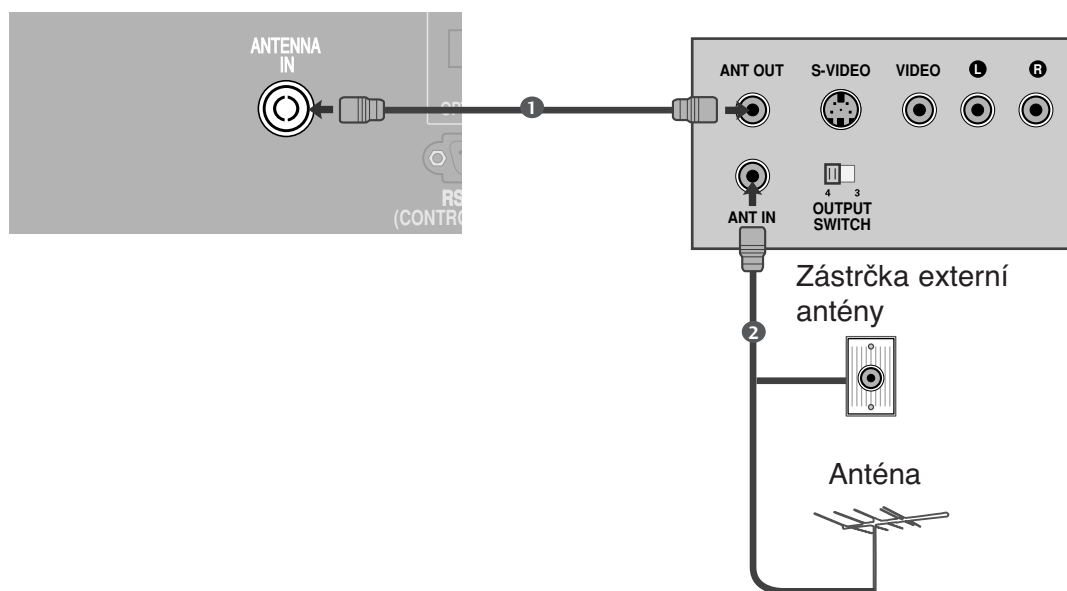 ANTENNA
IN
RS
(CONTRO
1
ANT OUT S-VIDEO VIDEO L R
4 3
ANT IN
OUTPUT
SWITCH
Zástrčka externí
antény
2
Anténa